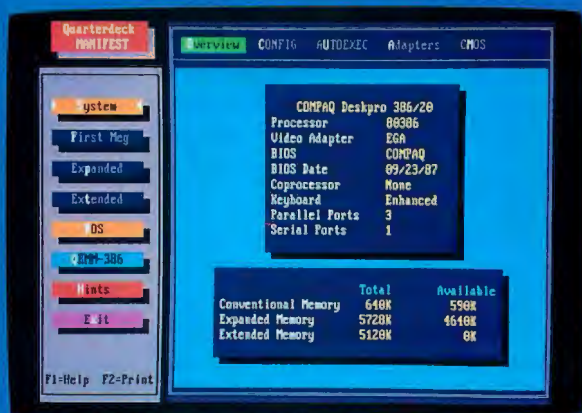 Quarterdeck
MANIFEST
Overview CONFIG AUTOEXEC Adapters CMOS
System
First Meg
Expanded
Extended
DOS
QEMM-386
Hints
Exit
F1=Help F2=Print
COMPAQ Deskpro 386/20
Processor 80386
Video Adapter EGA
BIOS COMPAQ
BIOS Date 09/23/87
Coprocessor None
Keyboard Enhanced
Parallel Ports 3
Serial Ports 1
Total Available
Conventional Memory 640K 590K
Expanded Memory 5728K 4640K
Extended Memory 5120K 0K